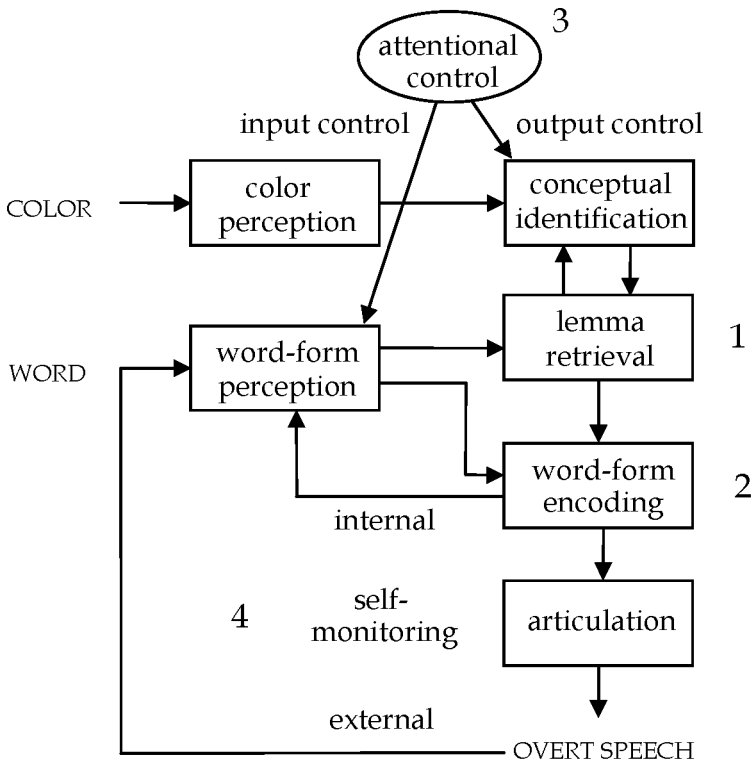 3
attentional
control
input control
output control
COLOR
color
perception
conceptual
identification
WORD
word-form
perception
lemma
retrieval
1
word-form
encoding
2
internal
4
self-
monitoring
articulation
external
OVERT SPEECH